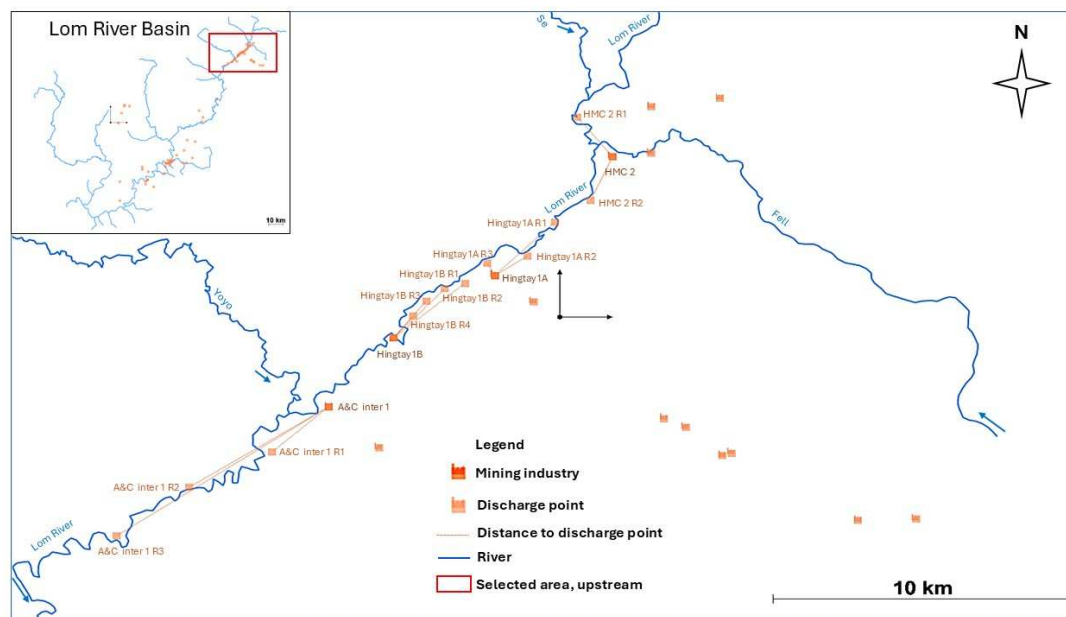 Lom River Basin
10 km
Se
Lom River
N
HMC 2 R1
HMC 2
Lom River
HMC 2 R2
Fell
Hingtay1A R1
Hingtay1A R3
Hingtay1A R2
Hingtay1B R1
Hingtay1A
Yoyo
Hingtay1B R3
Hingtay1B R2
Hingtay1B R4
Hingtay1B
A&C inter 1
Legend
A&C inter 1 R1
Mining industry
A&C inter 1 R2
Discharge point
Distance to discharge point
Lom River
A&C inter 1 R3
River
Selected area, upstream
10 km